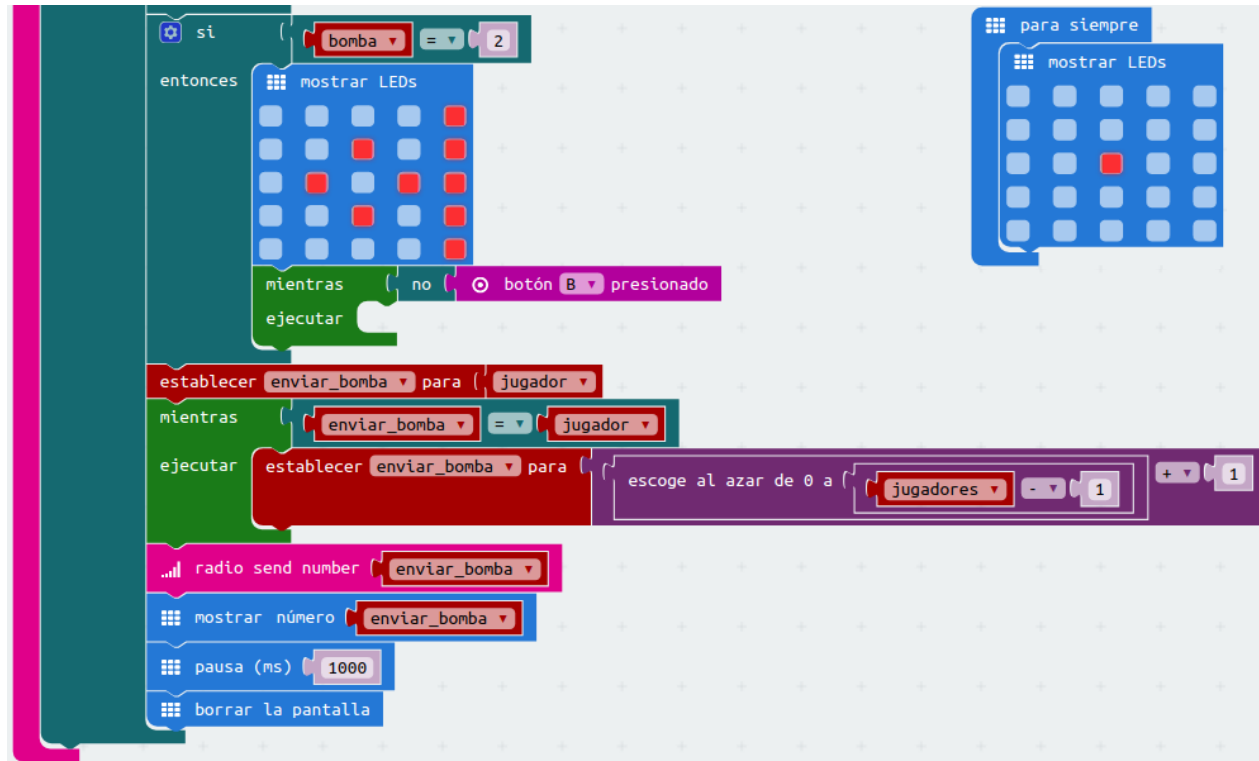 si bomba = 2
entonces mostrar LEDs
mientras no botón B presionado
ejecutar
establecer enviar_bomba para jugador
mientras enviar_bomba = jugador
ejecutar establecer enviar_bomba para escoge al azar de 0 a jugadores - 1 + 1
radio send number enviar_bomba
mostrar número enviar_bomba
pausa (ms) 1000
borrar la pantalla
para siempre
mostrar LEDs